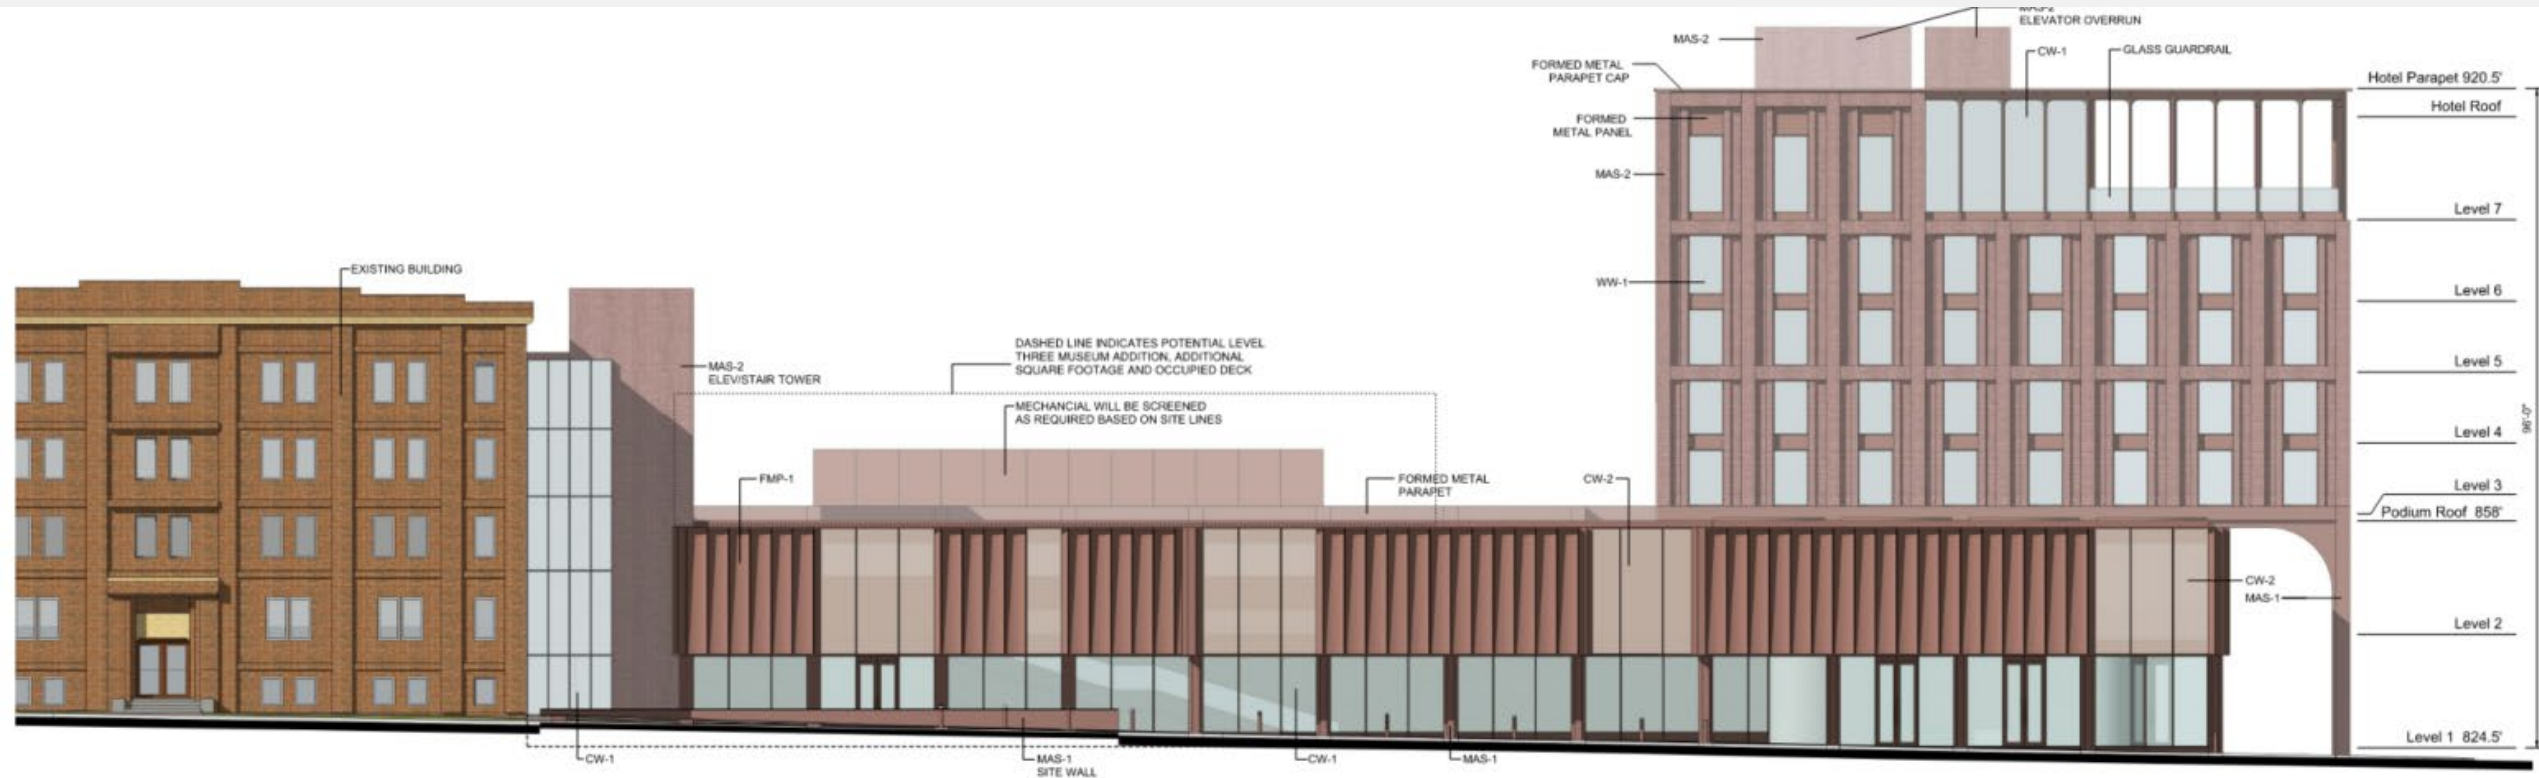 MAS-2
ELEVATOR OVERRUN
MAS-2
CW-1
GLASS GUARDRAIL
FORMED METAL
PARAPET CAP
Hotel Parapet 920.5'
Hotel Roof
FORMED
METAL PANEL
MAS-2
Level 7
EXISTING BUILDING
WW-1
Level 6
DASHED LINE INDICATES POTENTIAL LEVEL
THREE MUSEUM ADDITION, ADDITIONAL
SQUARE FOOTAGE AND OCCUPIED DECK
MAS-2
ELEV/STAIR TOWER
Level 5
MECHANCIAL WILL BE SCREENED
AS REQUIRED BASED ON SITE LINES
96'-0"
Level 4
FMP-1
FORMED METAL
PARAPET
CW-2
Level 3
Podium Roof 858'
CW-2
MAS-1
Level 2
Level 1 824.5'
CW-1
MAS-1
SITE WALL
CW-1
MAS-1